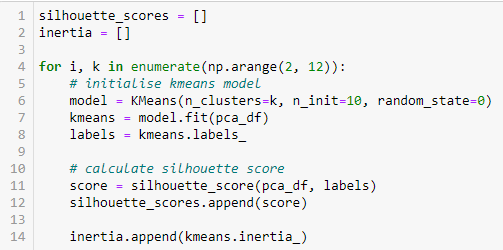 1 silhouette_scores = []
2 inertia = []
3
4 for i, k in enumerate(np.arange(2, 12)):
5     # initialise kmeans model
6     model = KMeans(n_clusters=k, n_init=10, random_state=0)
7     kmeans = model.fit(pca_df)
8     labels = kmeans.labels_
9
10     # calculate silhouette score
11     score = silhouette_score(pca_df, labels)
12     silhouette_scores.append(score)
13
14     inertia.append(kmeans.inertia_)